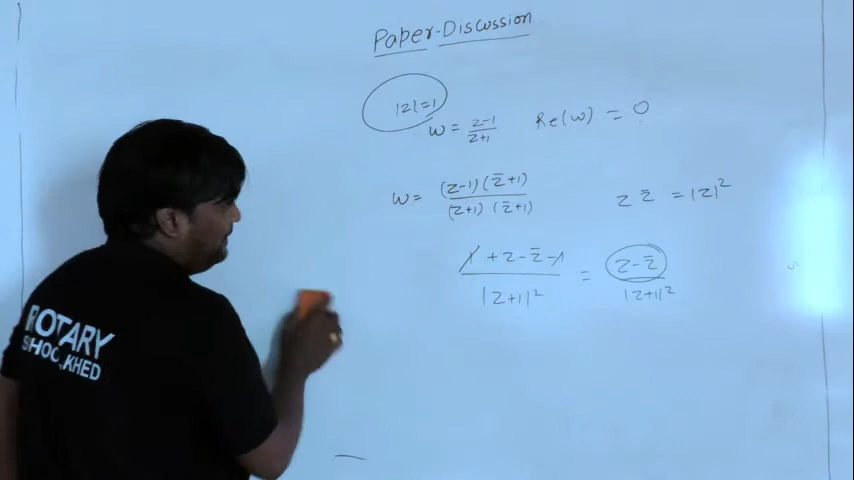 Paper-Discussion
|z|=1
w = z-1/z+1 Re(w) = 0
w = (z-1)(z̄+1)/(z+1)(z̄+1) z z̄ = |z|²
1 + z - z̄ - 1/|z+1|² = z - z̄/|z+1|²
ROTARY
KHED